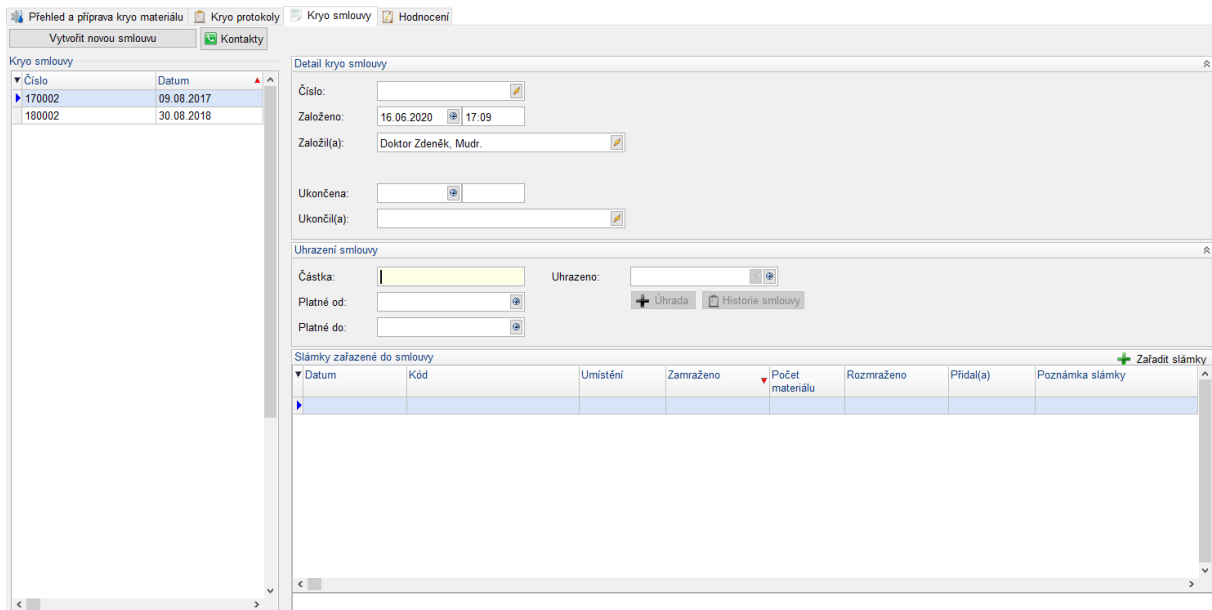 Přehled a příprava kryo materiálu Kryo protokoly Kryo smlouvy Hodnocení
Vytvořit novou smlouvu Kontakty
Kryo smlouvy
Číslo Datum
170002 09.08.2017
180002 30.08.2018
Detail kryo smlouvy
Číslo:
Založeno: 16.06.2020 17:09
Založil(a): Doktor Zdeněk, Mudr.
Ukončena:
Ukončil(a):
Uhrazení smlouvy
Částka: Uhrazeno:
Platné od: Úhrada Historie smlouvy
Platné do:
Slámky zařazené do smlouvy Zařadit slámky
Datum Kód Umístění Zamraženo Počet materiálu Rozmraženo Přidal(a) Poznámka slámky